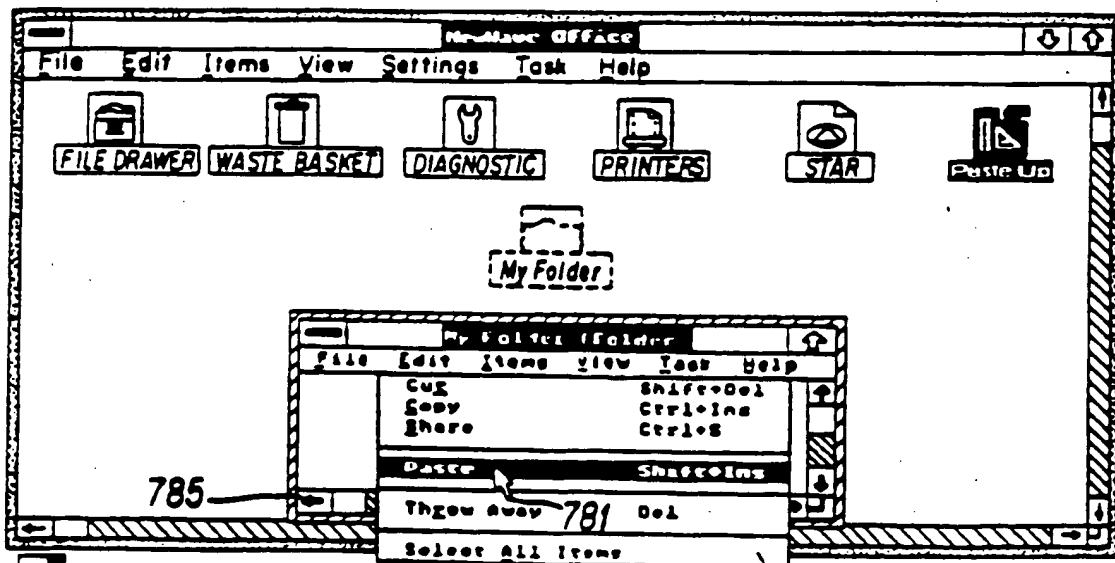 NewWave Office
File Edit Items View Settings Task Help
FILE DRAWER WASTE BASKET DIAGNOSTIC PRINTERS STAR Paste Up
My Folder
My Folder (Folder
File Edit Items View Task Help
Cut Shift+Del
Copy Ctrl+Ins
Share Ctrl+S
Paste Shift+Ins
785
Throw Away 781 Del
Select All Items